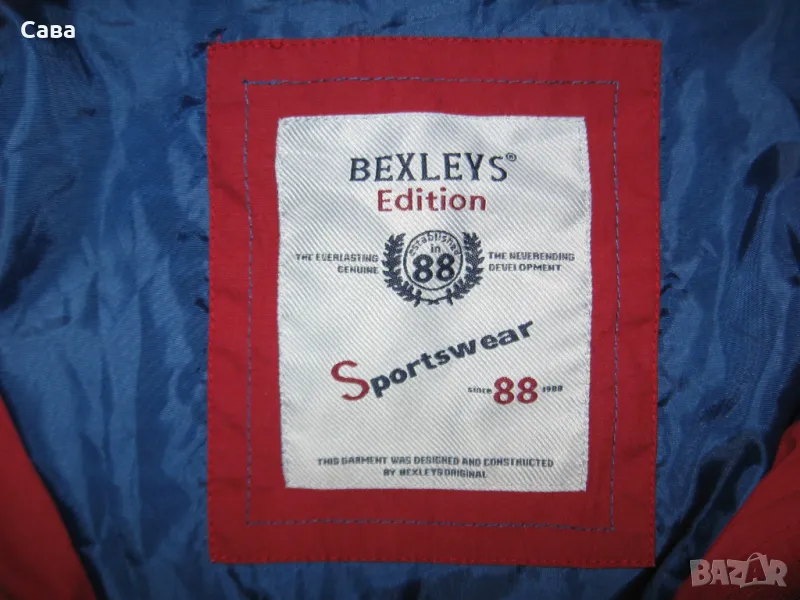 Сава
BEXLEYS®
Edition
established
in
88
THE EVERLASTING
GENUINE
THE NEVERENDING
DEVELOPMENT
Sportswear
since 88 1988
THIS GARMENT WAS DESIGNED AND CONSTRUCTED
BY BEXLEYS ORIGINAL
BAZAR